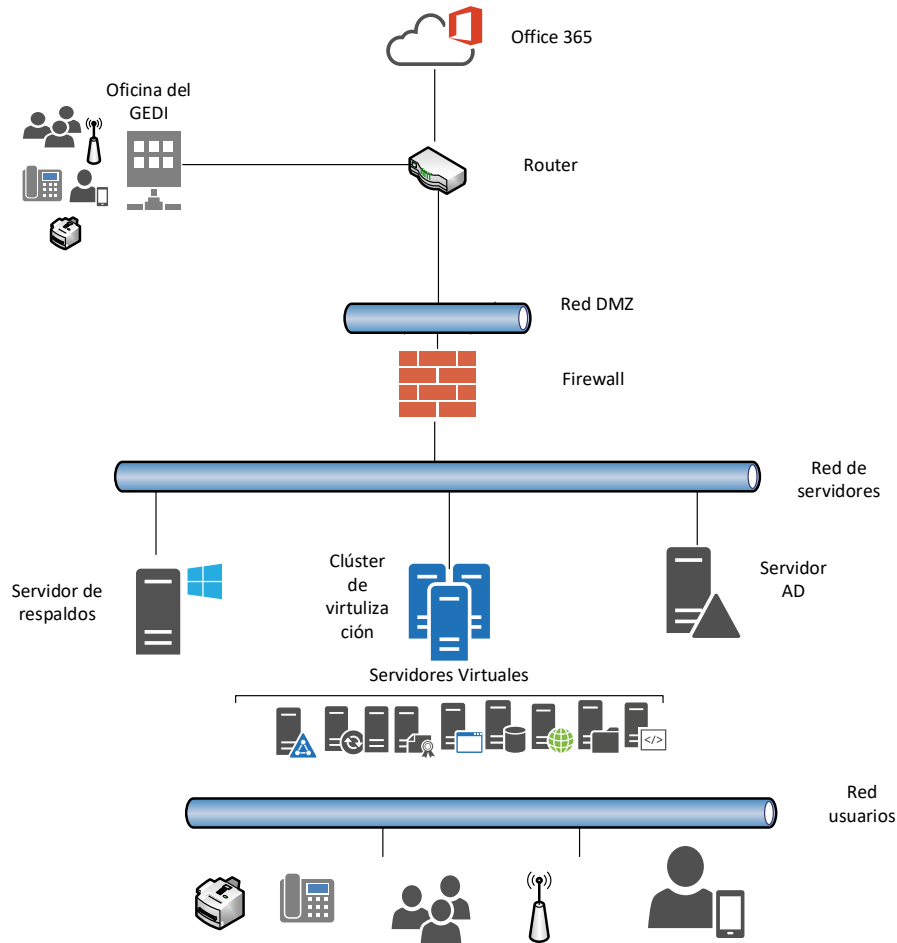 Office 365
Oficina del
GEDI
Router
Red DMZ
Firewall
Red de
servidores
Servidor de
respaldos
Clúster
de
virtuliza
ción
Servidor
AD
Servidores Virtuales
</>
Red
usuarios